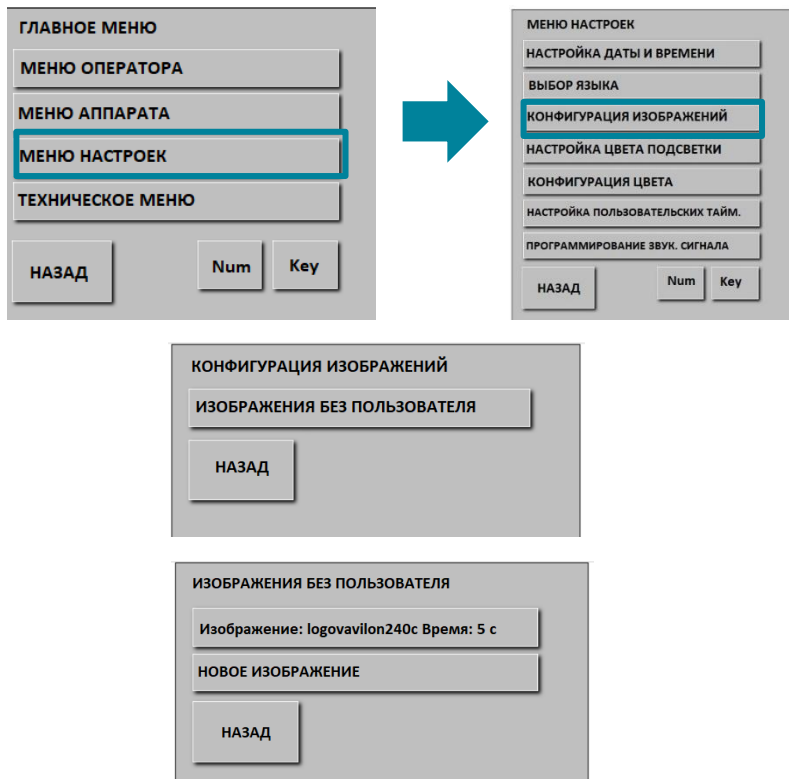 ГЛАВНОЕ МЕНЮ
МЕНЮ ОПЕРАТОРА
МЕНЮ АППАРАТА
МЕНЮ НАСТРОЕК
ТЕХНИЧЕСКОЕ МЕНЮ
НАЗАД
Num
Key
МЕНЮ НАСТРОЕК
НАСТРОЙКА ДАТЫ И ВРЕМЕНИ
ВЫБОР ЯЗЫКА
КОНФИГУРАЦИЯ ИЗОБРАЖЕНИЙ
НАСТРОЙКА ЦВЕТА ПОДСВЕТКИ
КОНФИГУРАЦИЯ ЦВЕТА
НАСТРОЙКА ПОЛЬЗОВАТЕЛЬСКИХ ТАЙМ.
ПРОГРАММИРОВАНИЕ ЗВУК. СИГНАЛА
НАЗАД
Num
Key
КОНФИГУРАЦИЯ ИЗОБРАЖЕНИЙ
ИЗОБРАЖЕНИЯ БЕЗ ПОЛЬЗОВАТЕЛЯ
НАЗАД
ИЗОБРАЖЕНИЯ БЕЗ ПОЛЬЗОВАТЕЛЯ
Изображение: logovavilon240c Время: 5 с
НОВОЕ ИЗОБРАЖЕНИЕ
НАЗАД